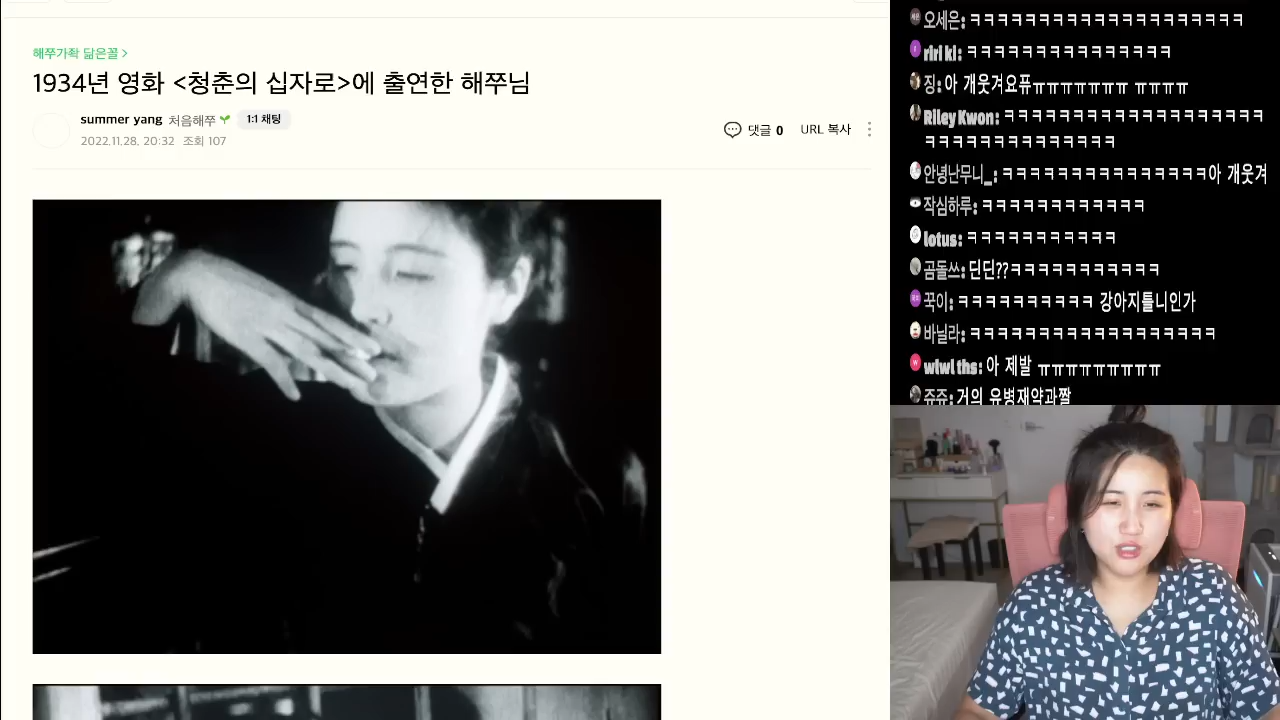 해쭈가좍 닮은꼴 >
1934년 영화 <청춘의 십자로>에 출연한 해쭈님
summer yang 처음해쭈 1:1 채팅
2022.11.28. 20:32 조회 107
댓글 0 URL 복사
오세은: ㅋㅋㅋㅋㅋㅋㅋㅋㅋㅋㅋㅋㅋㅋㅋㅋㅋㅋㅋㅋ
riri ki: ㅋㅋㅋㅋㅋㅋㅋㅋㅋㅋㅋㅋㅋㅋㅋ
징: 아 개웃겨요퓨ㅠㅠㅠㅠㅠㅠㅠ ㅠㅠㅠㅠ
Riley Kwon: ㅋㅋㅋㅋㅋㅋㅋㅋㅋㅋㅋㅋㅋㅋㅋㅋㅋㅋㅋ
ㅋㅋㅋㅋㅋㅋㅋㅋㅋㅋㅋㅋㅋㅋ
안녕난무니_: ㅋㅋㅋㅋㅋㅋㅋㅋㅋㅋㅋㅋㅋㅋㅋ아 개웃겨
작심하루: ㅋㅋㅋㅋㅋㅋㅋㅋㅋㅋㅋㅋ
lotus: ㅋㅋㅋㅋㅋㅋㅋㅋㅋㅋㅋ
곰돌쓰: 딘딘??ㅋㅋㅋㅋㅋㅋㅋㅋㅋㅋㅋ
꾹이: ㅋㅋㅋㅋㅋㅋㅋㅋㅋㅋ 강아지틀니인가
바닐라: ㅋㅋㅋㅋㅋㅋㅋㅋㅋㅋㅋㅋㅋㅋㅋㅋㅋㅋ
wlwl ths: 아 제발 ㅠㅠㅠㅠㅠㅠㅠㅠㅠ
쥬쥬: 거의 유병재약과짤